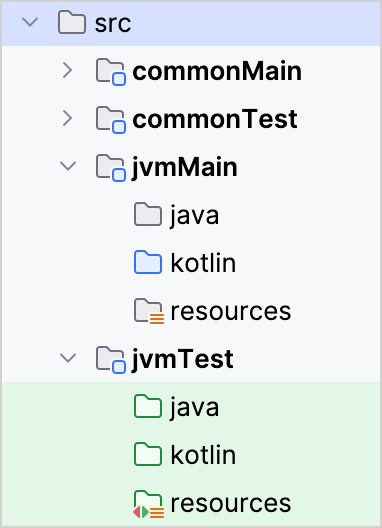 src
commonMain
commonTest
jvmMain
java
kotlin
resources
jvmTest
java
kotlin
resources